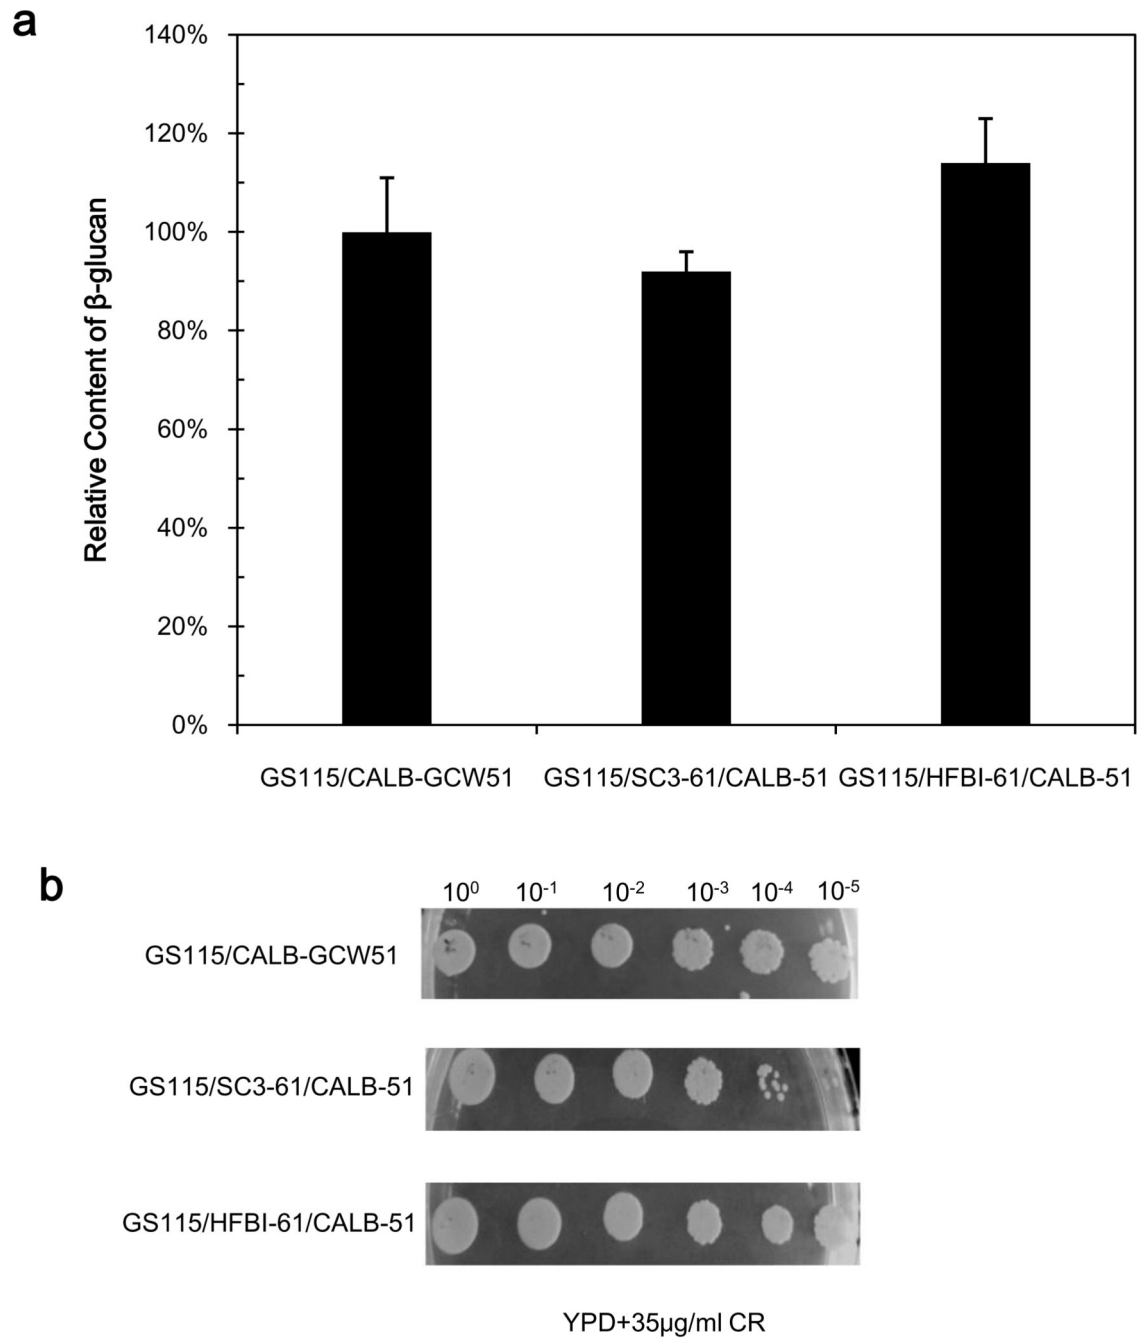 a
140%
120%
100%
80%
60%
40%
20%
0%
Relative Content of β-glucan
GS115/CALB-GCW51 GS115/SC3-61/CALB-51 GS115/HFBI-61/CALB-51
b
10⁰ 10⁻¹ 10⁻² 10⁻³ 10⁻⁴ 10⁻⁵
GS115/CALB-GCW51
GS115/SC3-61/CALB-51
GS115/HFBI-61/CALB-51
YPD+35μg/ml CR